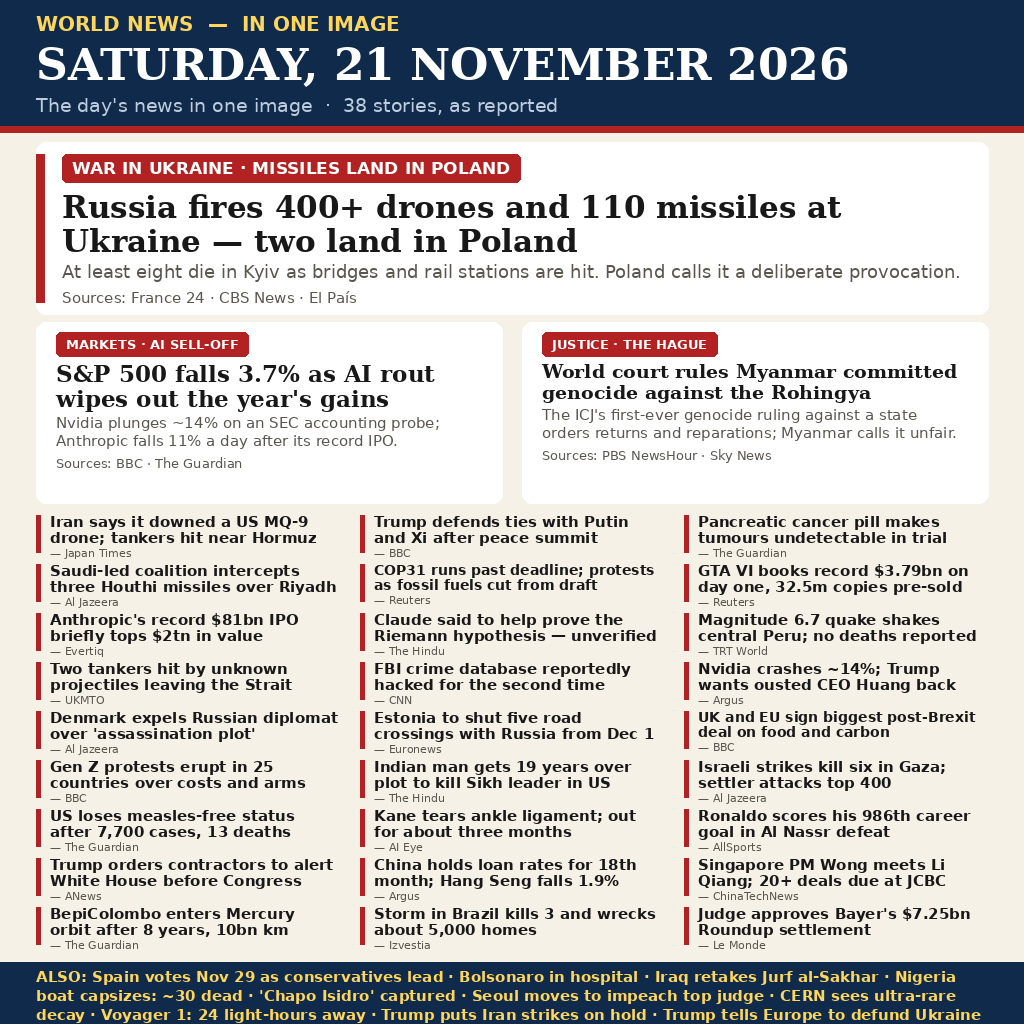 WORLD NEWS — IN ONE IMAGE
SATURDAY, 21 NOVEMBER 2026
The day's news in one image · 38 stories, as reported
WAR IN UKRAINE · MISSILES LAND IN POLAND
Russia fires 400+ drones and 110 missiles at
Ukraine — two land in Poland
At least eight die in Kyiv as bridges and rail stations are hit. Poland calls it a deliberate provocation.
Sources: France 24 · CBS News · El País
MARKETS · AI SELL-OFF
S&P 500 falls 3.7% as AI rout
wipes out the year's gains
Nvidia plunges ~14% on an SEC accounting probe;
Anthropic falls 11% a day after its record IPO.
Sources: BBC · The Guardian
JUSTICE · THE HAGUE
World court rules Myanmar committed
genocide against the Rohingya
The ICJ's first-ever genocide ruling against a state
orders returns and reparations; Myanmar calls it unfair.
Sources: PBS NewsHour · Sky News
Iran says it downed a US MQ-9
drone; tankers hit near Hormuz
— Japan Times
Saudi-led coalition intercepts
three Houthi missiles over Riyadh
— Al Jazeera
Anthropic's record $81bn IPO
briefly tops $2tn in value
— Evertiq
Two tankers hit by unknown
projectiles leaving the Strait
— UKMTO
Denmark expels Russian diplomat
over 'assassination plot'
— Al Jazeera
Gen Z protests erupt in 25
countries over costs and arms
— BBC
US loses measles-free status
after 7,700 cases, 13 deaths
— The Guardian
Trump orders contractors to alert
White House before Congress
— ANews
BepiColombo enters Mercury
orbit after 8 years, 10bn km
— The Guardian
Trump defends ties with Putin
and Xi after peace summit
— BBC
COP31 runs past deadline; protests
as fossil fuels cut from draft
— Reuters
Claude said to help prove the
Riemann hypothesis — unverified
— The Hindu
FBI crime database reportedly
hacked for the second time
— CNN
Estonia to shut five road
crossings with Russia from Dec 1
— Euronews
Indian man gets 19 years over
plot to kill Sikh leader in US
— The Hindu
Kane tears ankle ligament; out
for about three months
— AI Eye
China holds loan rates for 18th
month; Hang Seng falls 1.9%
— Argus
Storm in Brazil kills 3 and wrecks
about 5,000 homes
— Izvestia
Pancreatic cancer pill makes
tumours undetectable in trial
— The Guardian
GTA VI books record $3.79bn on
day one, 32.5m copies pre-sold
— Reuters
Magnitude 6.7 quake shakes
central Peru; no deaths reported
— TRT World
Nvidia crashes ~14%; Trump
wants ousted CEO Huang back
— Argus
UK and EU sign biggest post-Brexit
deal on food and carbon
— BBC
Israeli strikes kill six in Gaza;
settler attacks top 400
— Al Jazeera
Ronaldo scores his 986th career
goal in Al Nassr defeat
— AllSports
Singapore PM Wong meets Li
Qiang; 20+ deals due at JCBC
— ChinaTechNews
Judge approves Bayer's $7.25bn
Roundup settlement
— Le Monde
ALSO: Spain votes Nov 29 as conservatives lead · Bolsonaro in hospital · Iraq retakes Jurf al-Sakhar · Nigeria
boat capsizes: ~30 dead · 'Chapo Isidro' captured · Seoul moves to impeach top judge · CERN sees ultra-rare
decay · Voyager 1: 24 light-hours away · Trump puts Iran strikes on hold · Trump tells Europe to defend Ukraine